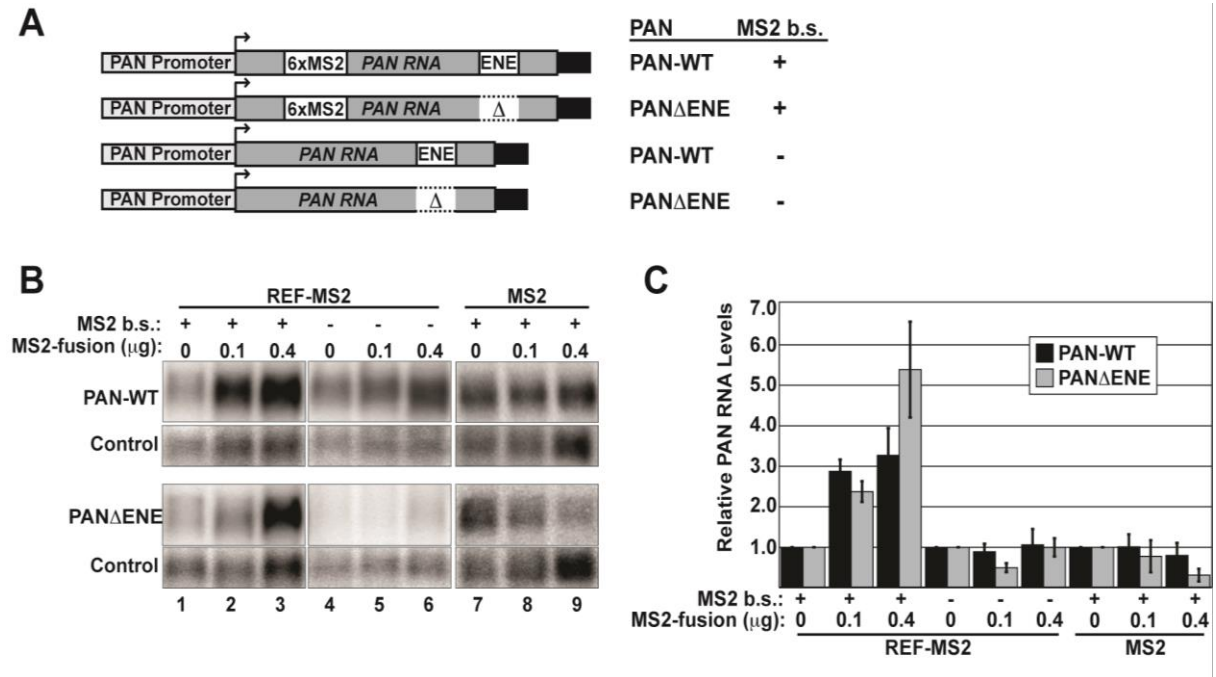 A
PAN Promoter 6xMS2 PAN RNA ENE
PAN Promoter 6xMS2 PAN RNA Δ
PAN Promoter PAN RNA ENE
PAN Promoter PAN RNA Δ
PAN MS2 b.s.
PAN-WT +
PANΔENE +
PAN-WT -
PANΔENE -
B
REF-MS2 MS2
MS2 b.s.: + + + - - - + + +
MS2-fusion (μg): 0 0.1 0.4 0 0.1 0.4 0 0.1 0.4
PAN-WT
Control
PANΔENE
Control
1 2 3 4 5 6 7 8 9
C
Relative PAN RNA Levels
7.0
6.0
5.0
4.0
3.0
2.0
1.0
PAN-WT
PANΔENE
MS2 b.s.: + + + - - - + + +
MS2-fusion (μg): 0 0.1 0.4 0 0.1 0.4 0 0.1 0.4
REF-MS2 MS2